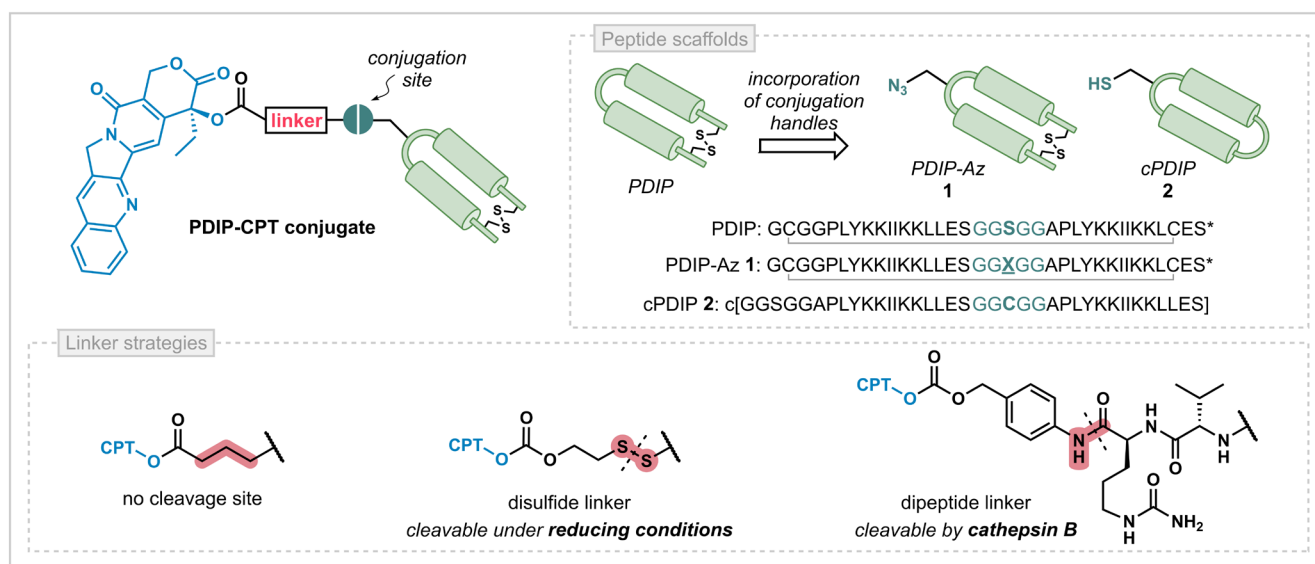 conjugation
site
O
O
O
O
O
O
N
N
linker
S
S
PDIP-CPT conjugate
Peptide scaffolds
incorporation
of conjugation
handles
N3
HS
S
S
S
S
PDIP
PDIP-Az
1
cPDIP
2
PDIP: GCGGPLYKKIIKKLLESGGSGGAPLYKKIIKKLCES*
PDIP-Az 1: GCGGPLYKKIIKKLLESGGXGGAPLYKKIIKKLCES*
cPDIP 2: c[GGSGGAPLYKKIIKKLLESGGCGGAPLYKKIIKKLLES]
Linker strategies
CPT
O
O
no cleavage site
CPT
O
O
O
S
S
disulfide linker
cleavable under reducing conditions
CPT
O
O
O
N
H
O
H
N
O
N
H
O
N
H
NH2
dipeptide linker
cleavable by cathepsin B